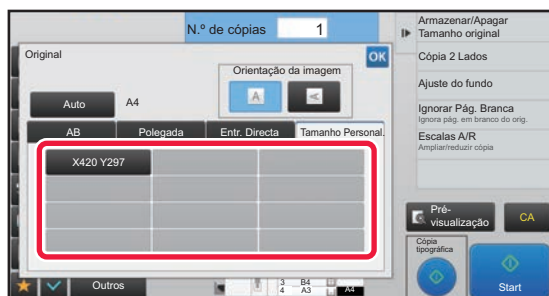 N.º de cópias 1
Original
OK
Orientação da imagem
A
A
Auto A4
AB Polegada Entr. Directa Tamanho Personal.
X420 Y297
Outros
3 B4
4 A3
A4
Armazenar/Apagar
Tamanho original
Cópia 2 Lados
Ajuste do fundo
Ignorar Pág. Branca
Ignora pág. em branco do orig.
Escalas A/R
Ampliar/reduzir cópia
Pré-
visualização
CA
Cópia
tipográfica
Start